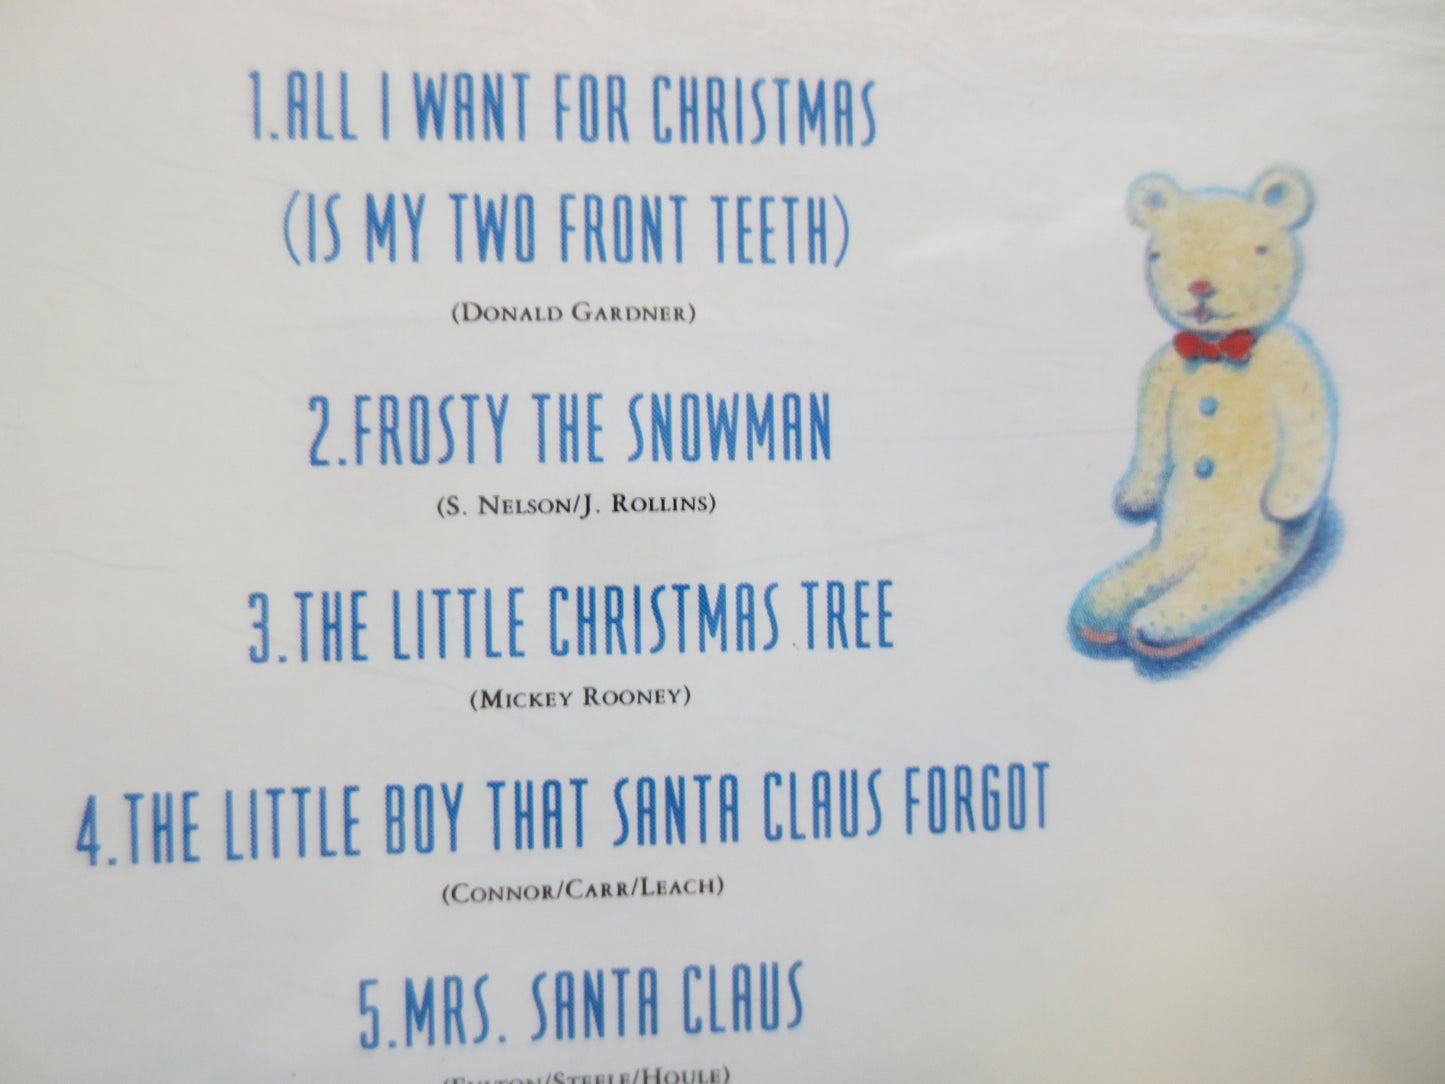 1.ALL I WANT FOR CHRISTMAS
(IS MY TWO FRONT TEETH)
(DONALD GARDNER)
2.FROSTY THE SNOWMAN
(S. NELSON/J. ROLLINS)
3.THE LITTLE CHRISTMAS TREE
(MICKEY ROONEY)
4.THE LITTLE BOY THAT SANTA CLAUS FORGOT
(CONNOR/CARR/LEACH)
5.MRS. SANTA CLAUS
/STEELE/HOULE)